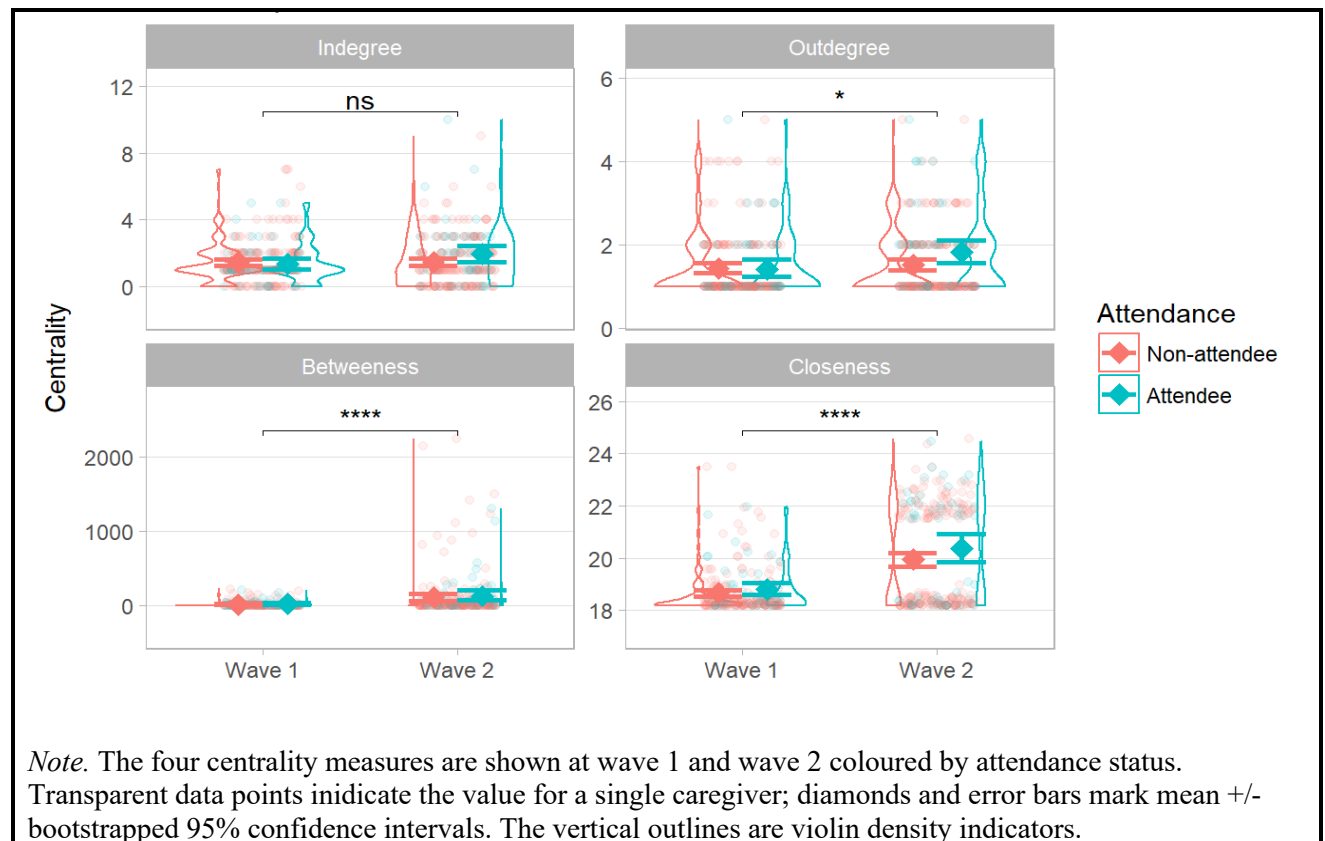 Indegree
Outdegree
12
8
4
0
ns
6
4
2
0
*
Centrality
Betweeness
Closeness
2000
1000
0
****
26
24
22
20
18
****
Wave 1
Wave 2
Wave 1
Wave 2
Attendance
Non-attendee
Attendee
Note. The four centrality measures are shown at wave 1 and wave 2 coloured by attendance status.
Transparent data points inidicate the value for a single caregiver; diamonds and error bars mark mean +/-
bootstrapped 95% confidence intervals. The vertical outlines are violin density indicators.